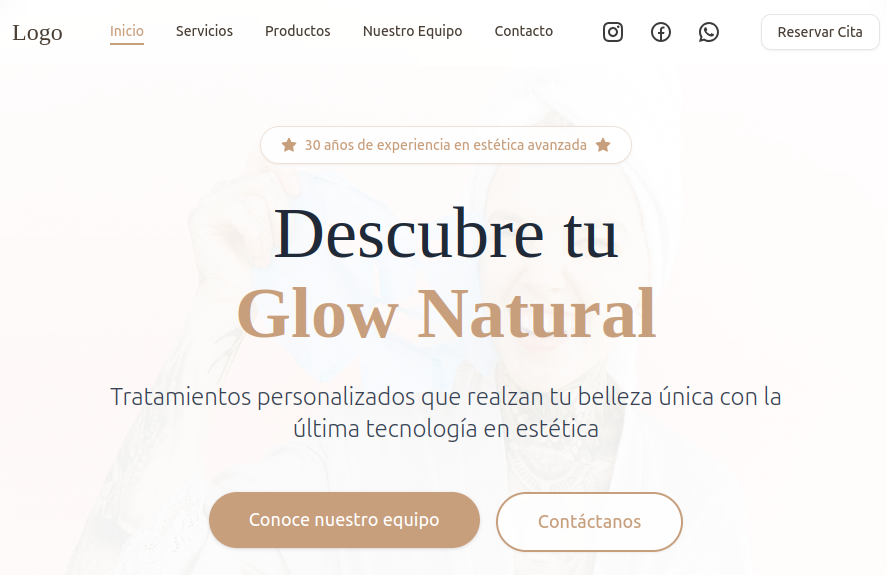 Logo
Inicio
Servicios
Productos
Nuestro Equipo
Contacto
Reservar Cita
30 años de experiencia en estética avanzada
Descubre tu
Glow Natural
Tratamientos personalizados que realzan tu belleza única con la
última tecnología en estética
Conoce nuestro equipo
Contáctanos